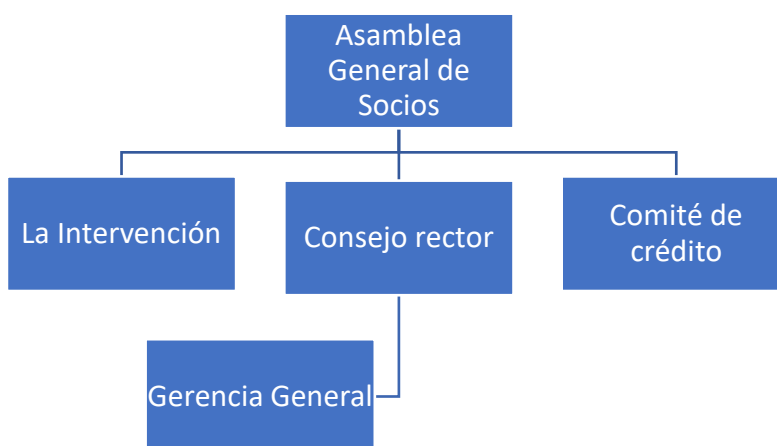 Asamblea
General de
Socios
La Intervención
Consejo rector
Comité de
crédito
Gerencia General